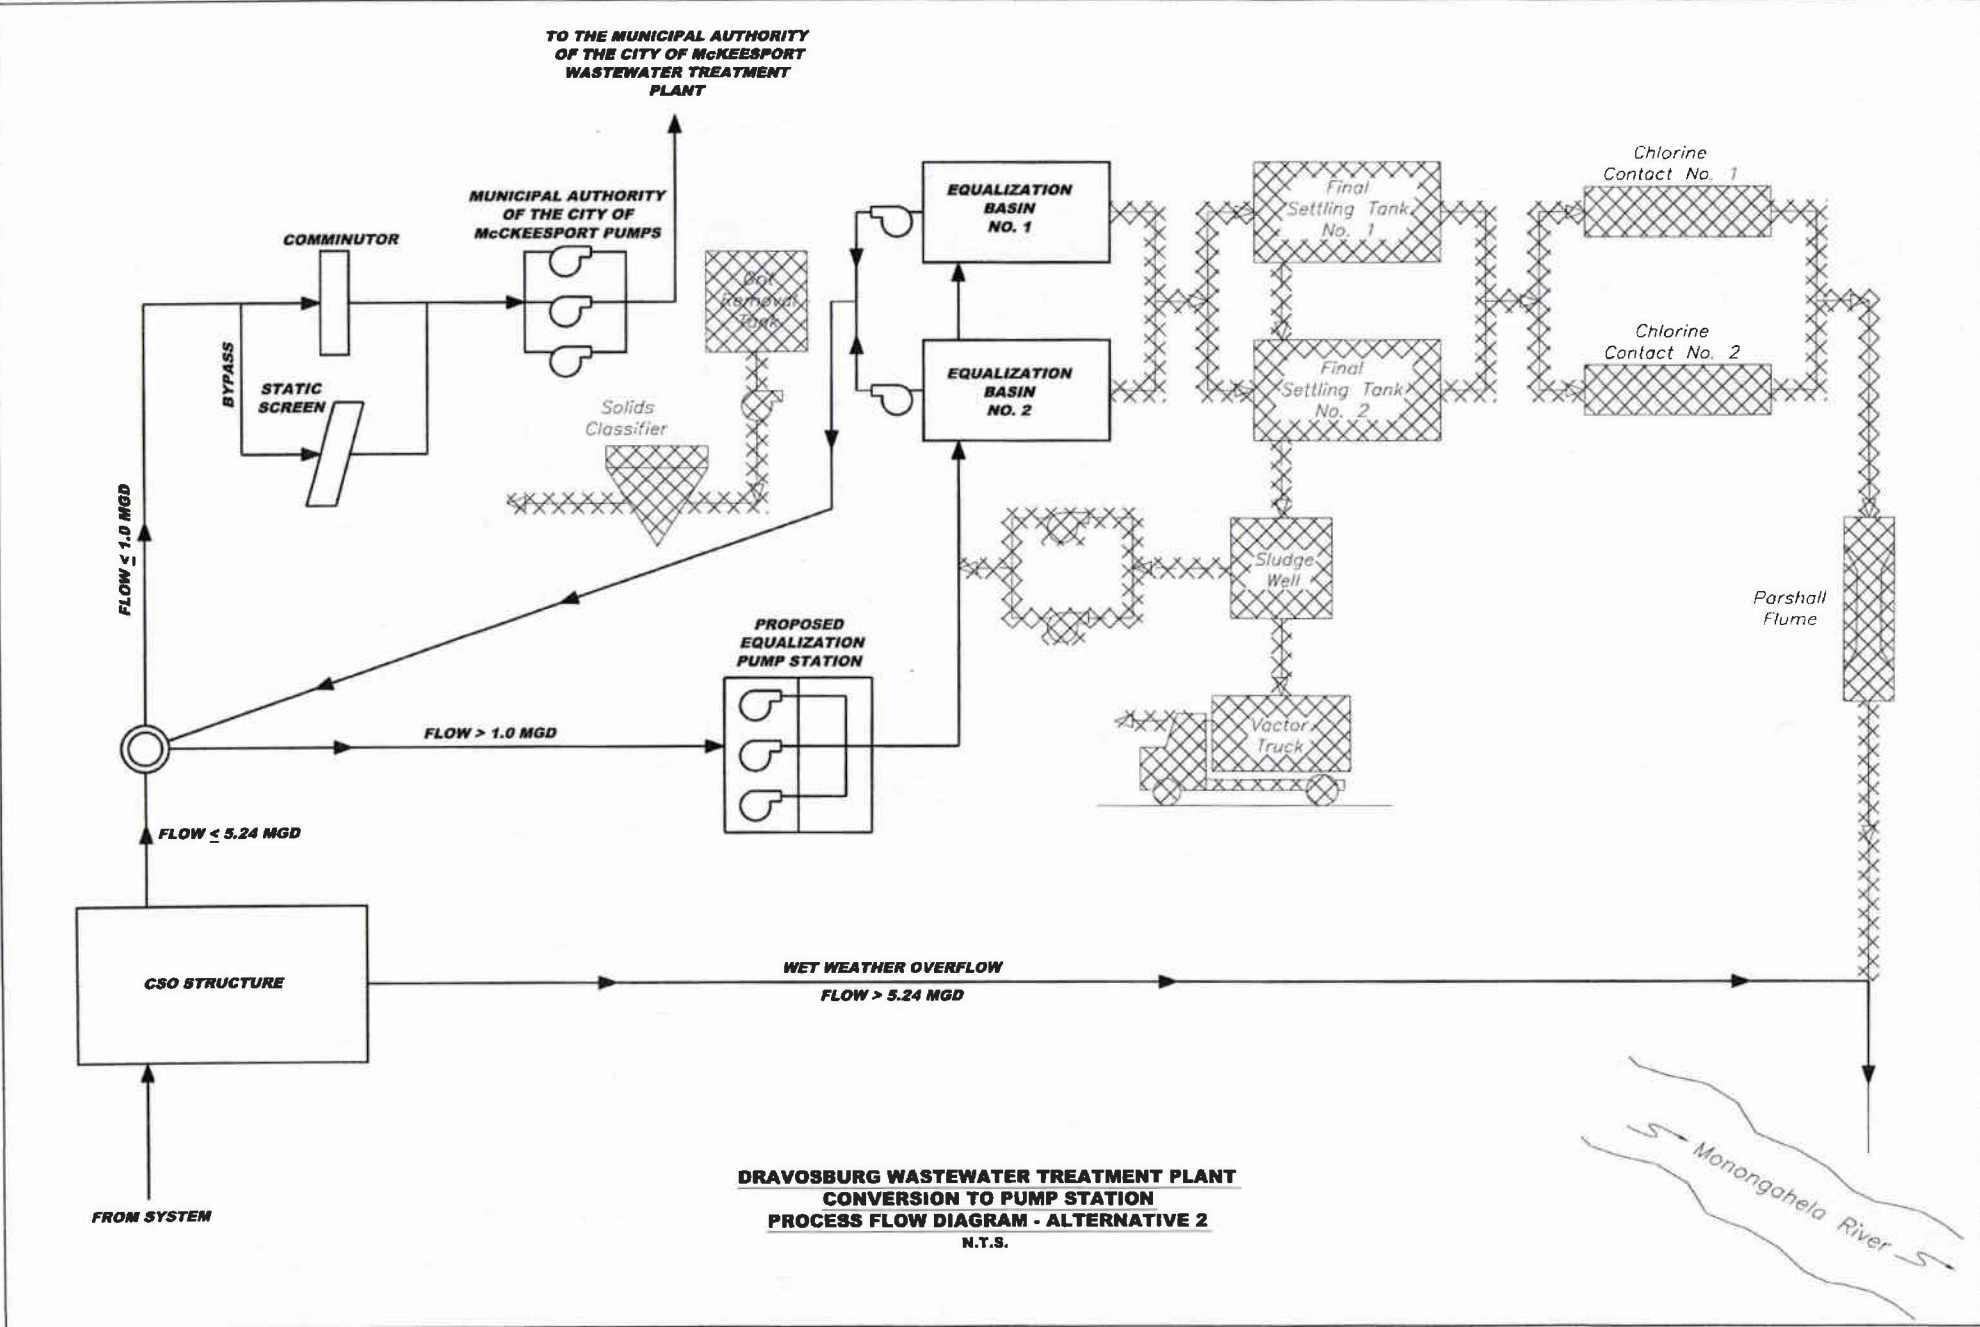 TO THE MUNICIPAL AUTHORITY
OF THE CITY OF McKEESPORT
WASTEWATER TREATMENT
PLANT
MUNICIPAL AUTHORITY
OF THE CITY OF
McCKEESPORT PUMPS
COMMINUTOR
BYPASS
STATIC
SCREEN
FLOW ≤ 1.0 MGD
Grit
Removal
Tank
Solids
Classifier
EQUALIZATION
BASIN
NO. 1
EQUALIZATION
BASIN
NO. 2
Final
Settling Tank
No. 1
Final
Settling Tank
No. 2
Chlorine
Contact No. 1
Chlorine
Contact No. 2
Sludge
Well
Parshall
Flume
PROPOSED
EQUALIZATION
PUMP STATION
Vactor
Truck
FLOW > 1.0 MGD
FLOW ≤ 5.24 MGD
CSO STRUCTURE
WET WEATHER OVERFLOW
FLOW > 5.24 MGD
FROM SYSTEM
Monongahela River
DRAVOSBURG WASTEWATER TREATMENT PLANT
CONVERSION TO PUMP STATION
PROCESS FLOW DIAGRAM - ALTERNATIVE 2
N.T.S.